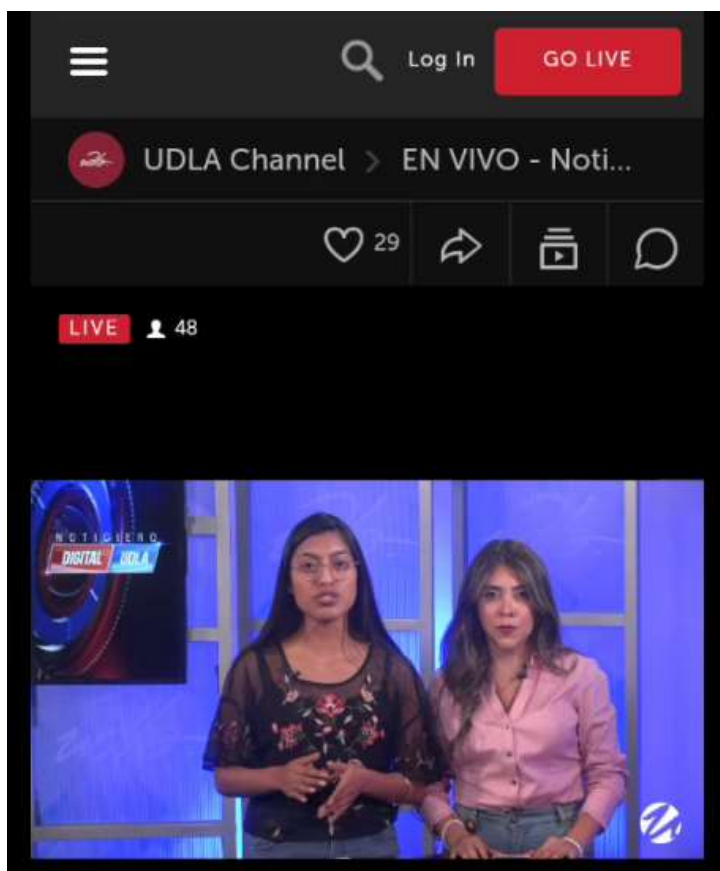 Log In
GO LIVE
UDLA Channel > EN VIVO - Noti...
29
LIVE 48
NOTICIERO
DIGITAL UDLA